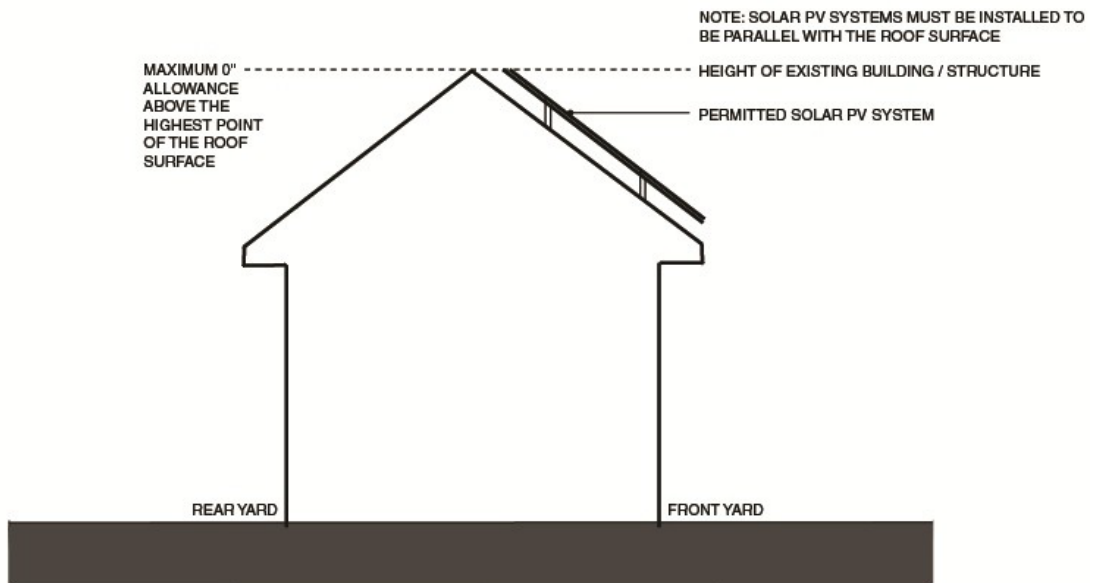 NOTE: SOLAR PV SYSTEMS MUST BE INSTALLED TO
BE PARALLEL WITH THE ROOF SURFACE
MAXIMUM 0"
ALLOWANCE
ABOVE THE
HIGHEST POINT
OF THE ROOF
SURFACE
HEIGHT OF EXISTING BUILDING / STRUCTURE
PERMITTED SOLAR PV SYSTEM
REAR YARD
FRONT YARD